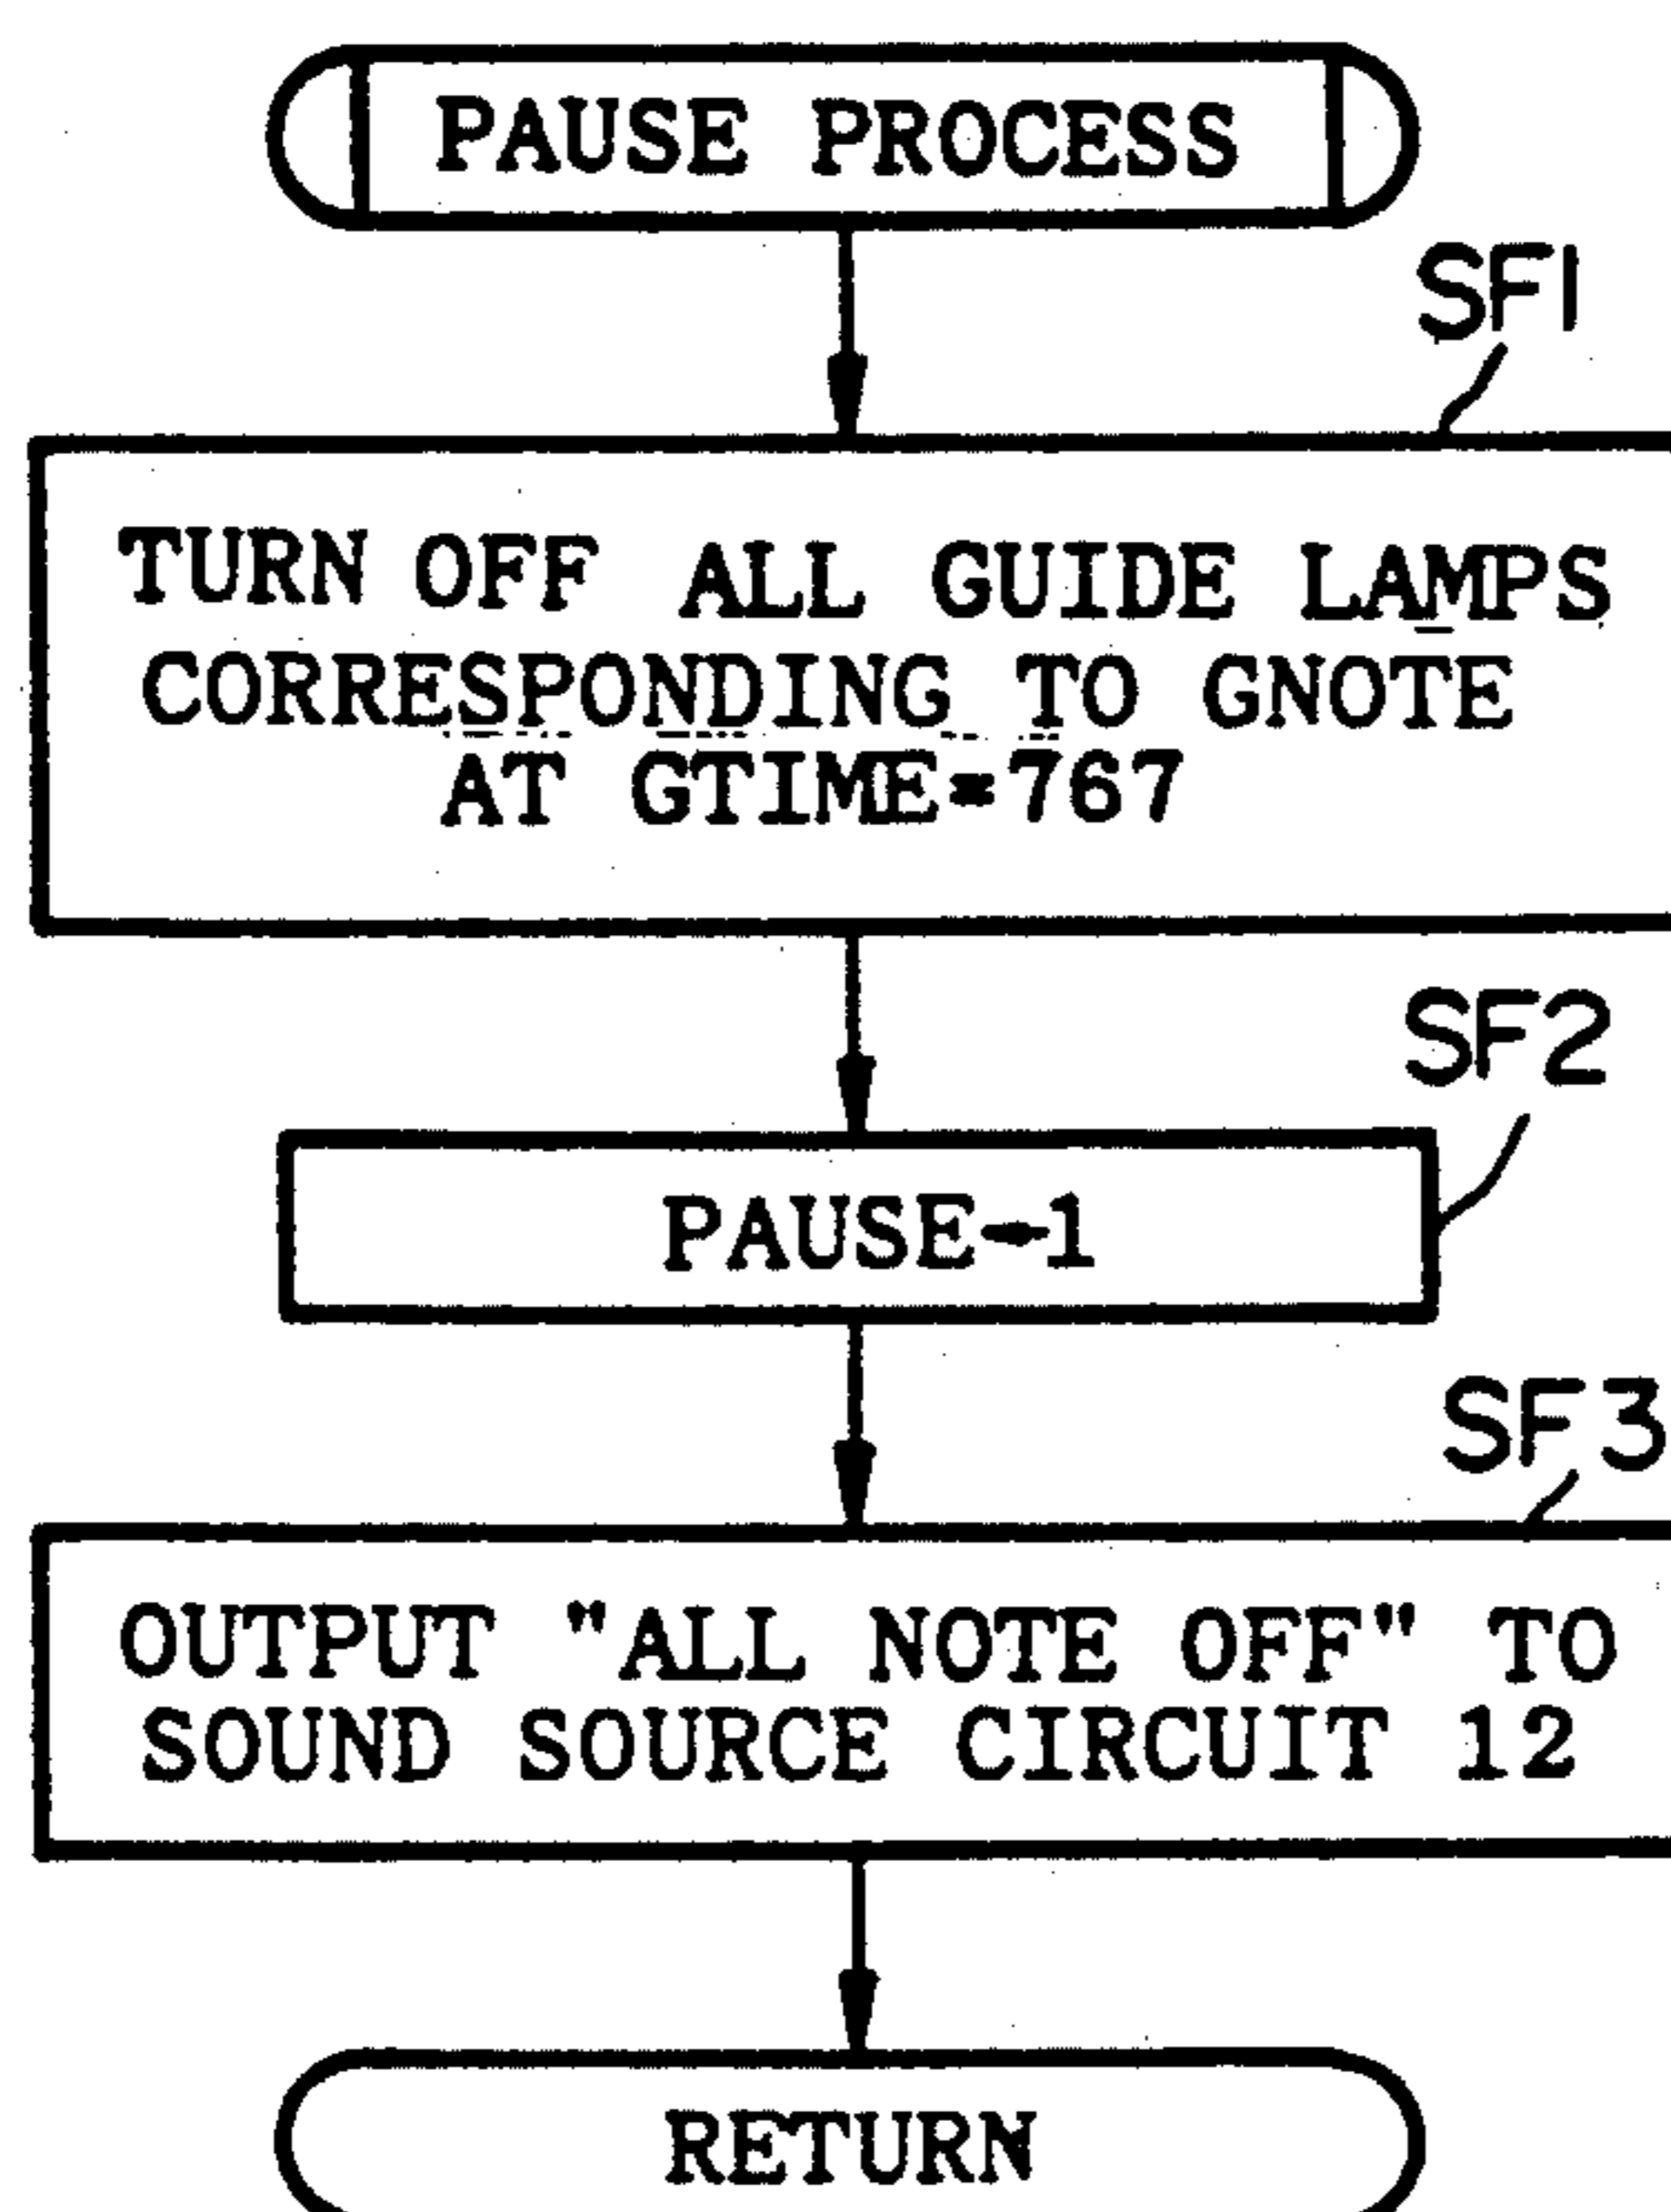 PAUSE PROCESS
SF1
TURN OFF ALL GUIDE LAMPS
CORRESPONDING TO GNOTE
AT GTIME=767
SF2
PAUSE→1
SF3
OUTPUT "ALL NOTE OFF" TO
SOUND SOURCE CIRCUIT 12
RETURN